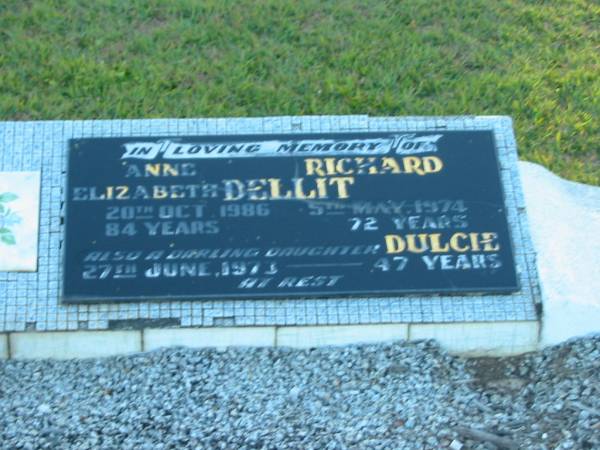 IN LOVING MEMORY OF
ANNE RICHARD
ELIZABETH DELLIT
20TH OCT. 1986 5TH MAY 1974
84 YEARS 72 YEARS
ALSO A DARLING DAUGHTER DULCIE
27TH JUNE, 1973 — 47 YEARS
AT REST